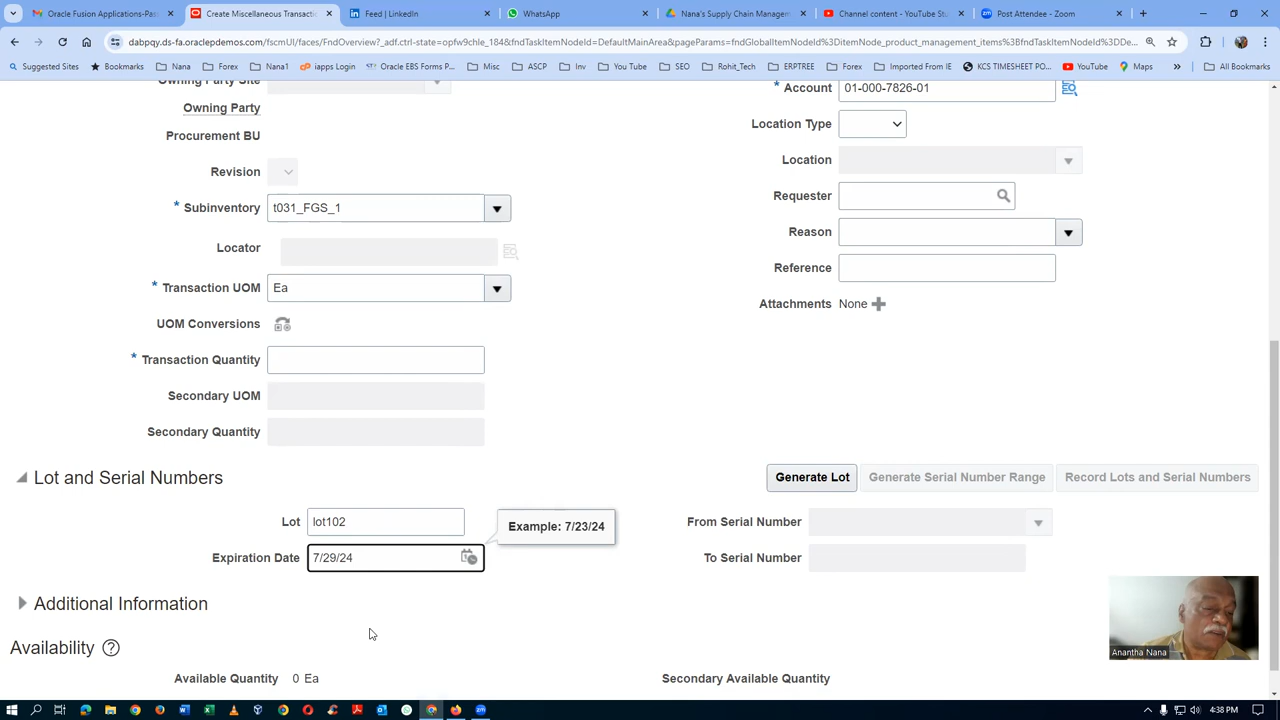 Oracle Fusion Applications-Pas
Create Miscellaneous Transactio
Feed | LinkedIn
WhatsApp
Nana's Supply Chain Managem
Channel content - YouTube Stu
Post Attendee - Zoom
dabpqy.ds-fa.oraclepdemos.com/fscmUI/faces/FndOverview?_adf.ctrl-state=opfw9chle_184&fndTaskItemNodeId=DefaultMainArea&pageParams=fndGlobalItemNodeId%3DitemNode_product_management_items%3BfndTaskItemNodeId%3DDe...
Suggested Sites
Bookmarks
Nana
Forex
Nana1
iapps Login
Oracle EBS Forms P...
Misc
ASCP
Inv
You Tube
SEO
Rohit_Tech
ERPTREE
Forex
Imported From IE
KCS TIMESHEET PO...
YouTube
Maps
»
All Bookmarks
Owning Party Site
Owning Party
Procurement BU
Revision
* Subinventory t031_FGS_1
Locator
* Transaction UOM Ea
UOM Conversions
* Transaction Quantity
Secondary UOM
Secondary Quantity
* Account 01-000-7826-01
Location Type
Location
Requester
Reason
Reference
Attachments None
Lot and Serial Numbers
Generate Lot
Generate Serial Number Range
Record Lots and Serial Numbers
Lot lot102
Example: 7/23/24
From Serial Number
Expiration Date 7/29/24
To Serial Number
Additional Information
Availability ?
Available Quantity 0 Ea
Secondary Available Quantity
Anantha Nana
4:38 PM